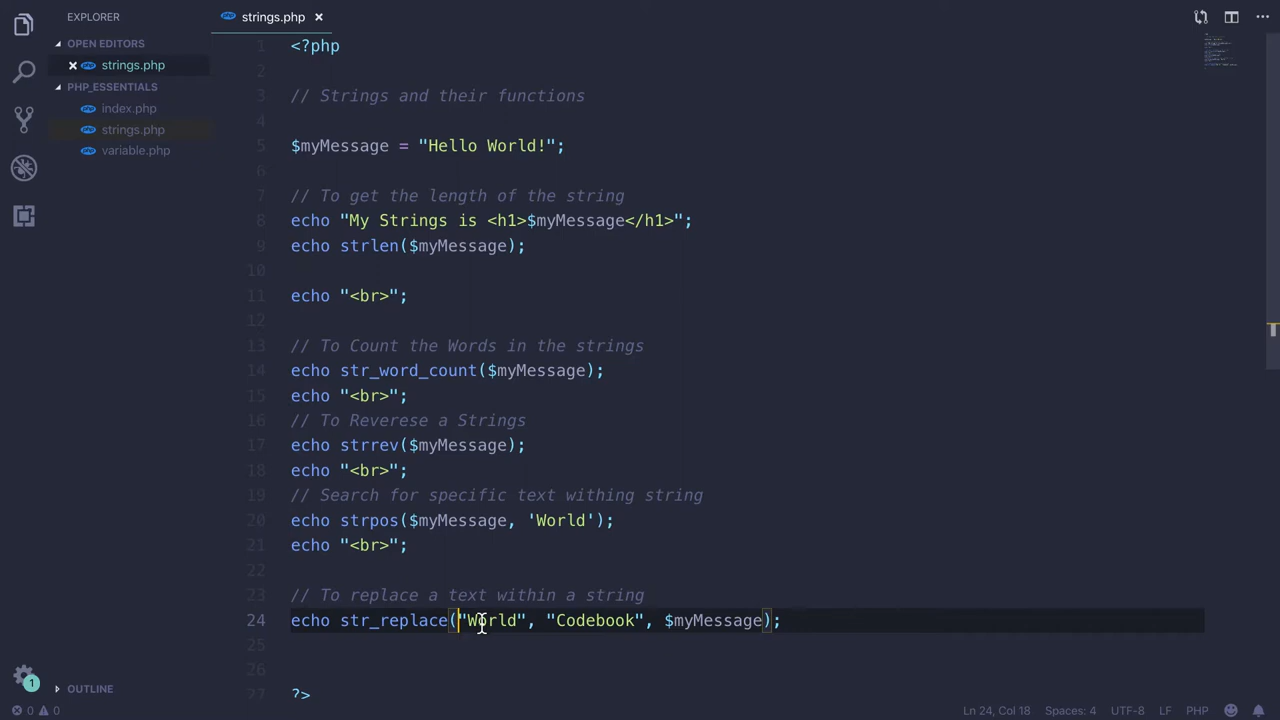 EXPLORER
OPEN EDITORS
strings.php
PHP_ESSENTIALS
index.php
strings.php
variable.php
OUTLINE
strings.php
1 <?php
2
3 // Strings and their functions
4
5 $myMessage = "Hello World!";
6
7 // To get the length of the string
8 echo "My Strings is <h1>$myMessage</h1>";
9 echo strlen($myMessage);
10
11 echo "<br>";
12
13 // To Count the Words in the strings
14 echo str_word_count($myMessage);
15 echo "<br>";
16 // To Reverese a Strings
17 echo strrev($myMessage);
18 echo "<br>";
19 // Search for specific text withing string
20 echo strpos($myMessage, 'World');
21 echo "<br>";
22
23 // To replace a text within a string
24 echo str_replace("World", "Codebook", $myMessage);
25
26
27 ?>
1
0 0 Ln 24, Col 18 Spaces: 4 UTF-8 LF PHP